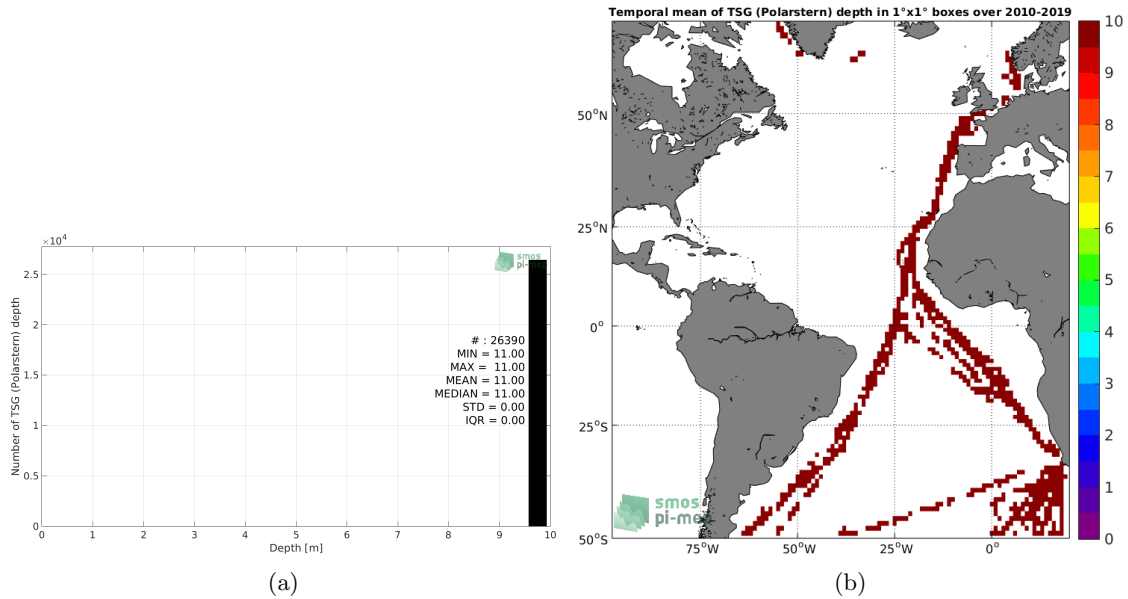 Temporal mean of TSG (Polarstern) depth in 1°x1° boxes over 2010-2019
×10⁴
2.5
2
1.5
1
0.5
0
Number of TSG (Polarstern) depth
smos
pi-mep
# : 26390
MIN = 11.00
MAX = 11.00
MEAN = 11.00
MEDIAN = 11.00
STD = 0.00
IQR = 0.00
0 1 2 3 4 5 6 7 8 9 10
Depth [m]
(a)
50°N
25°N
0°
25°S
50°S
75°W 50°W 25°W 0°
smos
pi-mep
10
9
8
7
6
5
4
3
2
1
0
(b)